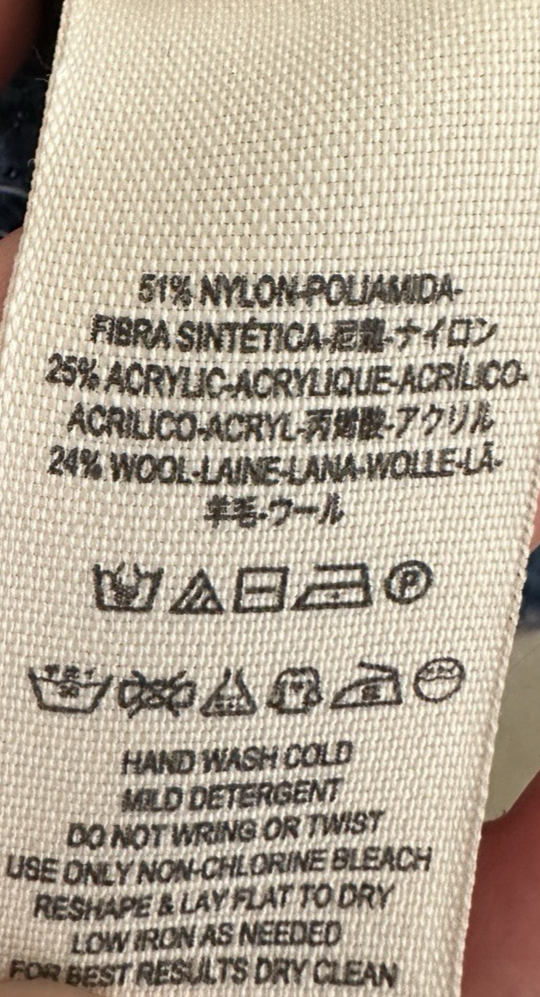 51% NYLON-POLIAMIDA-
FIBRA SINTÉTICA-尼龍-ナイロン
25% ACRYLIC-ACRYLIQUE-ACRÍLICO-
ACRILICO-ACRYL-丙烯酸-アクリル
24% WOOL-LAINE-LANA-WOLLE-LÃ-
羊毛-ウール
P
HAND WASH COLD
MILD DETERGENT
DO NOT WRING OR TWIST
USE ONLY NON-CHLORINE BLEACH
RESHAPE & LAY FLAT TO DRY
LOW IRON AS NEEDED
FOR BEST RESULTS DRY CLEAN